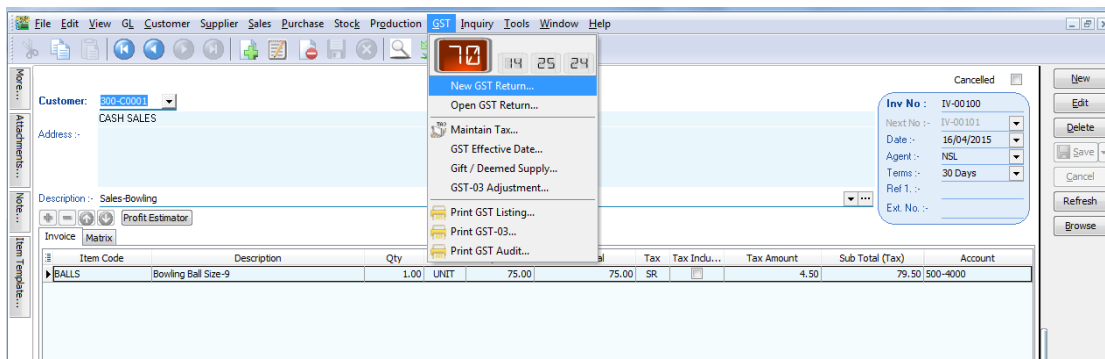 File Edit View GL Customer Supplier Sales Purchase Stock Production GST Inquiry Tools Window Help
70 14 25 24
New GST Return...
Open GST Return...
Maintain Tax...
GST Effective Date...
Gift / Deemed Supply...
GST-03 Adjustment...
Print GST Listing...
Print GST-03...
Print GST Audit...
More...
Attachments...
Note...
Item Template...
Cancelled
Customer: 300-C0001
CASH SALES
Address :-
Inv No : IV-00100
Next No :- IV-00101
Date :- 16/04/2015
Agent :- NSL
Terms :- 30 Days
Ref 1. :-
Ext. No. :-
Description :- Sales-Bowling
Profit Estimator
Invoice Matrix
Item Code Description Qty Tax Tax Indu... Tax Amount Sub Total (Tax) Account
BALLS Bowling Ball Size-9 1.00 UNIT 75.00 75.00 SR 4.50 79.50 500-4000
New
Edit
Delete
Save
Cancel
Refresh
Browse